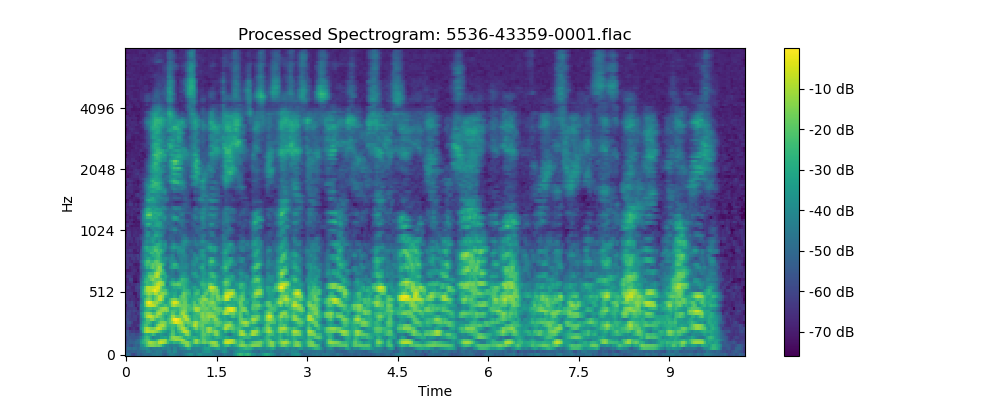 Processed Spectrogram: 5536-43359-0001.flac
Hz
4096
2048
1024
512
0
0 1.5 3 4.5 6 7.5 9
Time
-10 dB
-20 dB
-30 dB
-40 dB
-50 dB
-60 dB
-70 dB